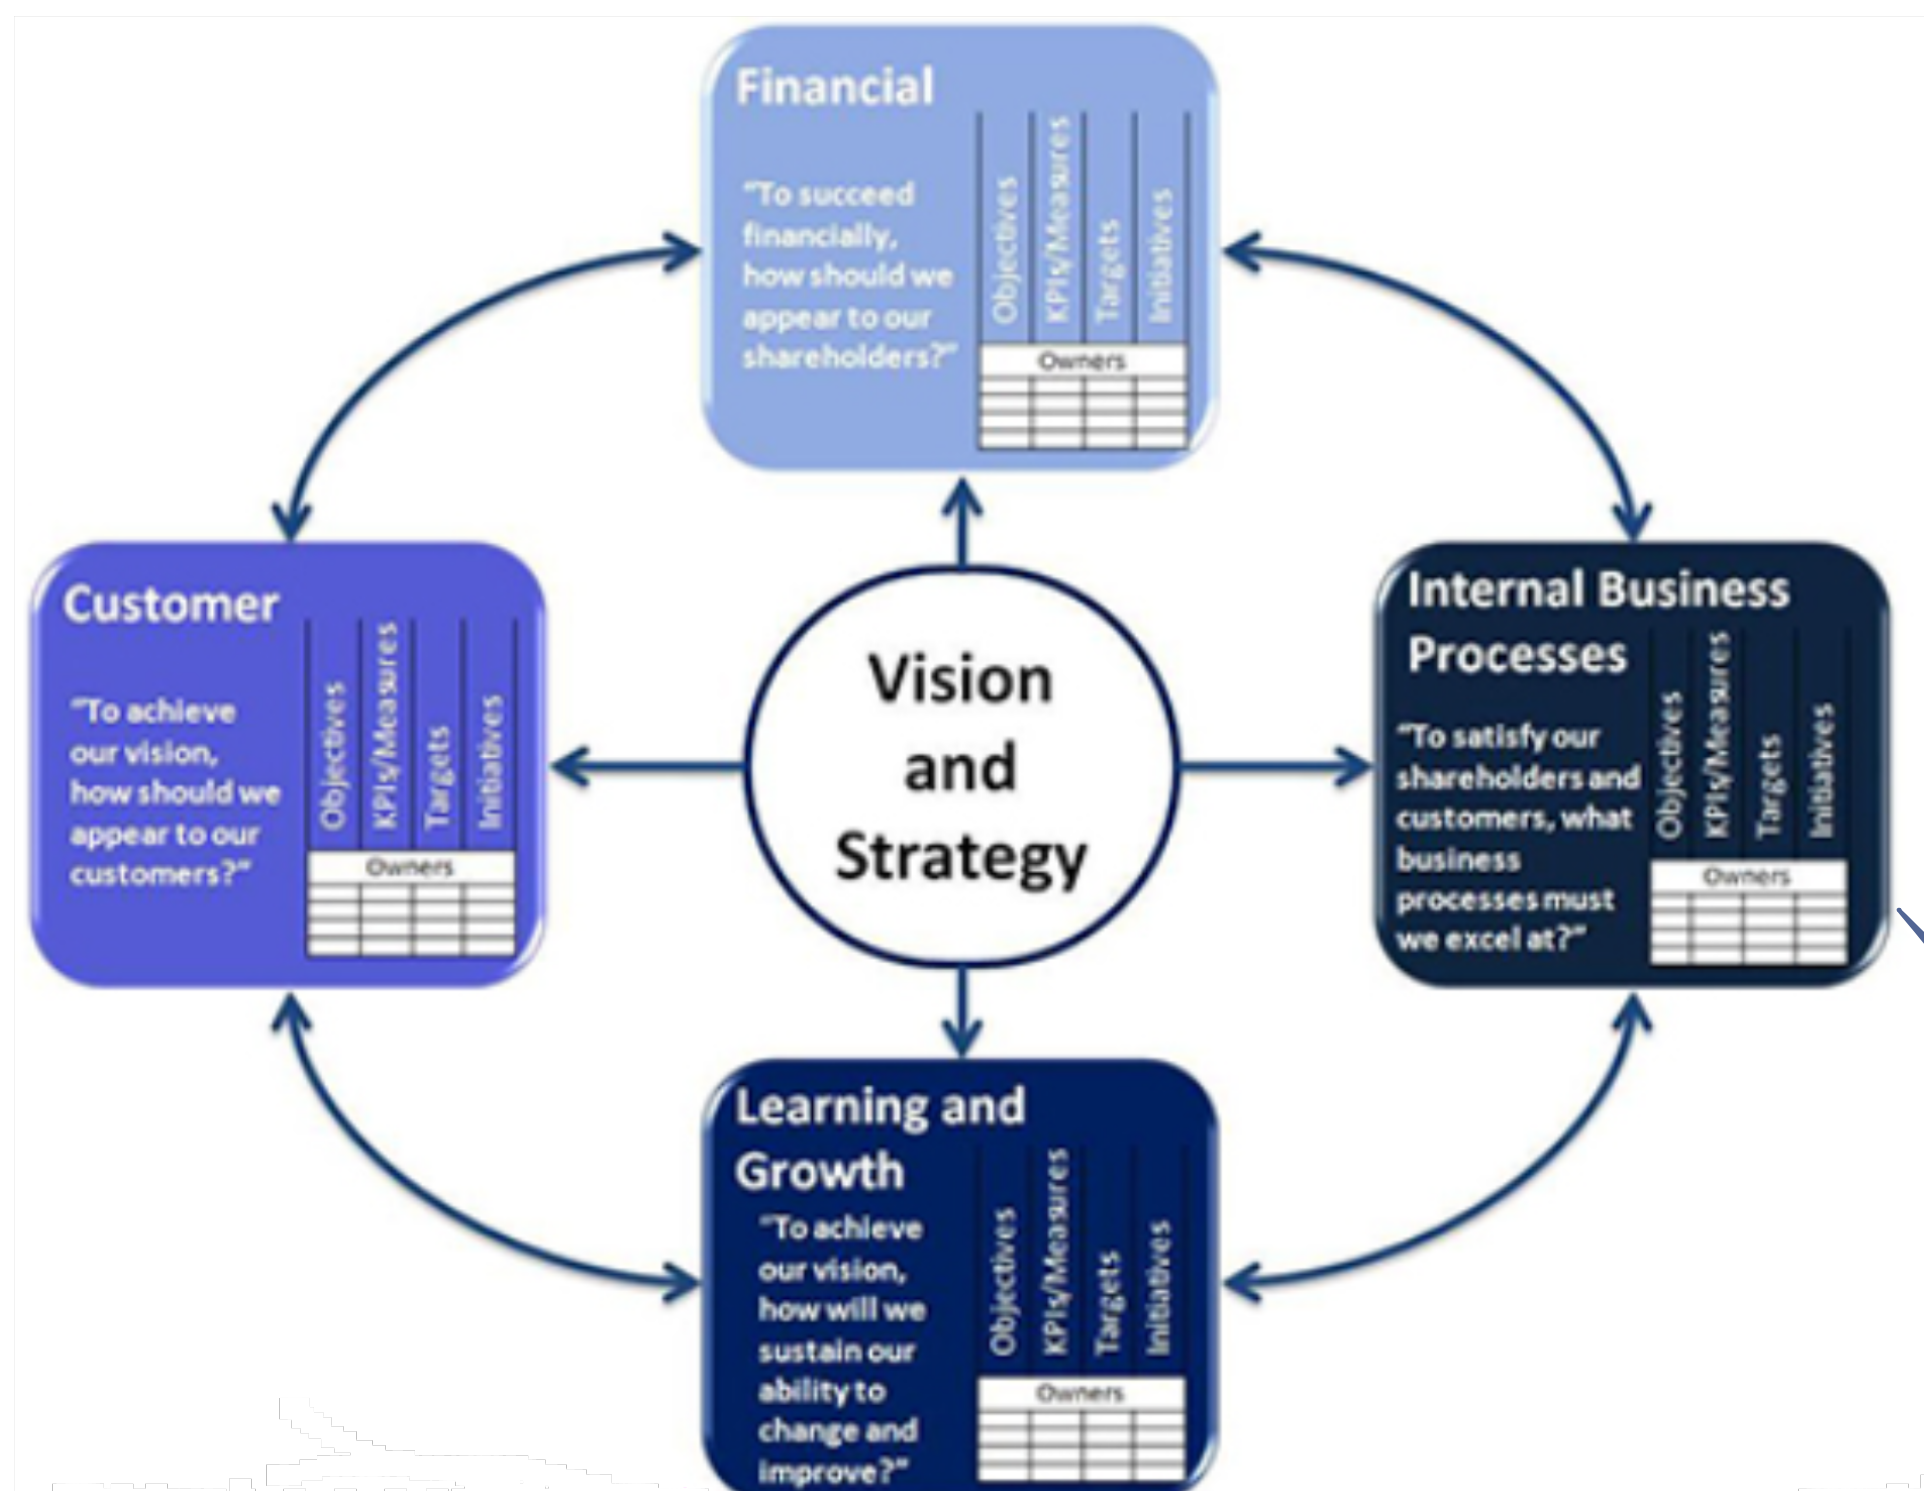 Financial
"To succeed
financially,
how should we
appear to our
shareholders?"
Objectives
KPIs/Measures
Targets
Initiatives
Owners
Customer
"To achieve
our vision,
how should we
appear to our
customers?"
Objectives
KPIs/Measures
Targets
Initiatives
Owners
Vision
and
Strategy
Internal Business
Processes
"To satisfy our
shareholders and
customers, what
business
processes must
we excel at?"
Objectives
KPIs/Measures
Targets
Initiatives
Owners
Learning and
Growth
"To achieve
our vision,
how will we
sustain our
ability to
change and
improve?"
Objectives
KPIs/Measures
Targets
Initiatives
Owners